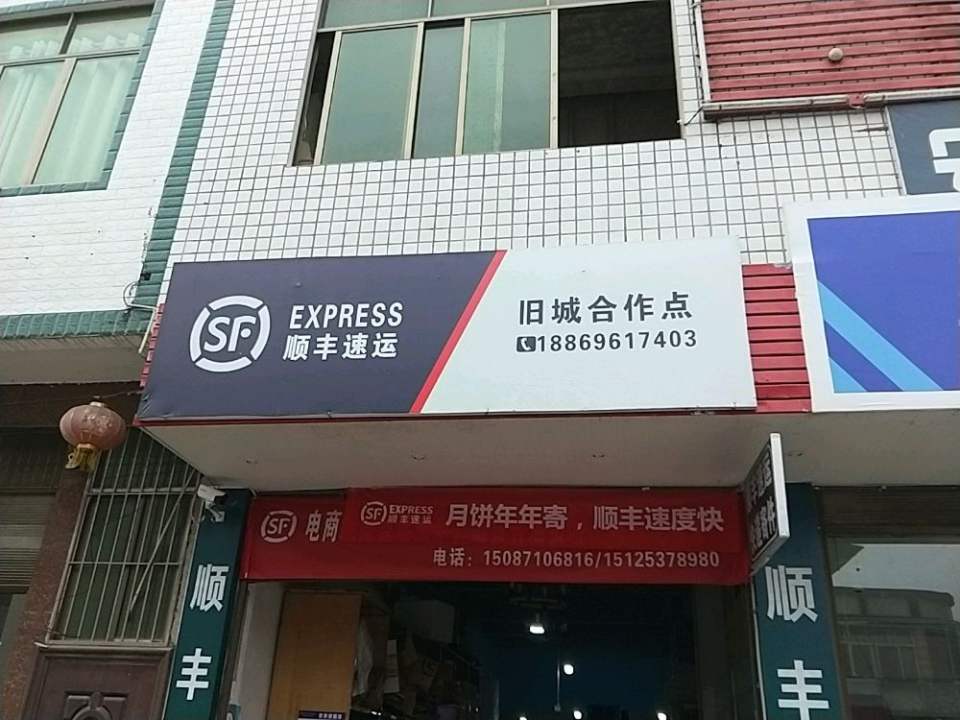 SF EXPRESS
顺丰速运
旧城合作点
18869617403
SF 电商
SF EXPRESS
顺丰速运
月饼年年寄，顺丰速度快
电话：15087106816/15125378980
顺丰
顺丰